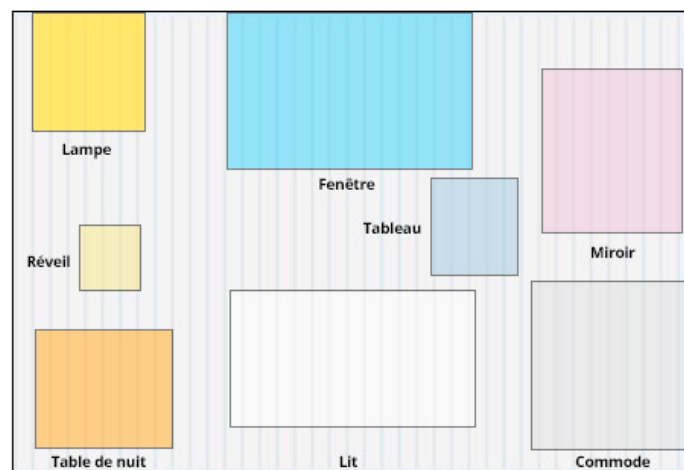 Lampe
Fenêtre
Tableau
Miroir
Réveil
Table de nuit
Lit
Commode